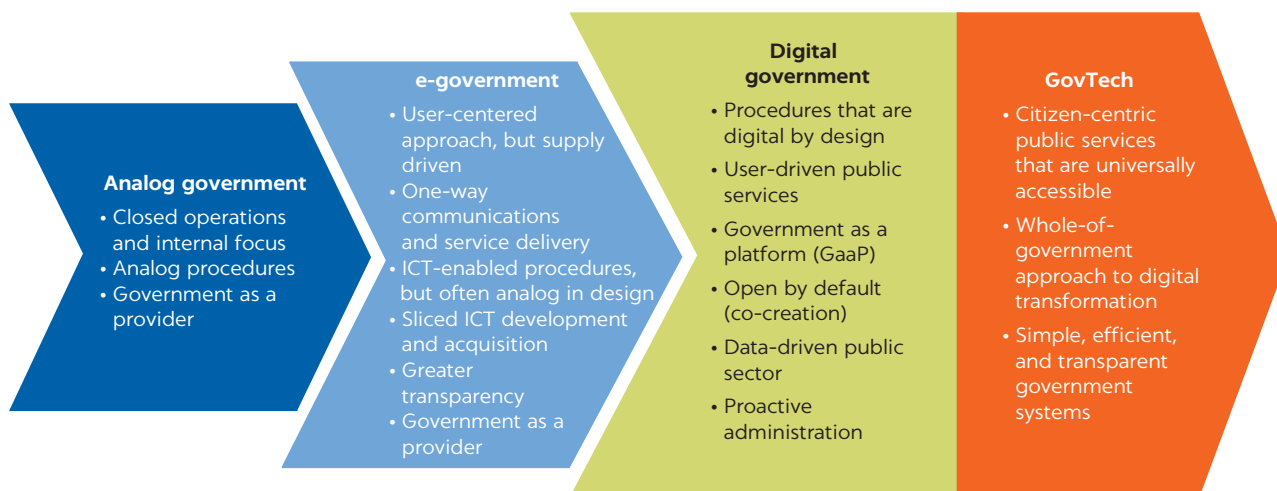 Analog government
• Closed operations
and internal focus
• Analog procedures
• Government as a
provider
e-government
• User-centered
approach, but supply
driven
• One-way
communications
and service delivery
• ICT-enabled procedures,
but often analog in design
• Sliced ICT development
and acquisition
• Greater
transparency
• Government as a
provider
Digital
government
• Procedures that are
digital by design
• User-driven public
services
• Government as a
platform (GaaP)
• Open by default
(co-creation)
• Data-driven public
sector
• Proactive
administration
GovTech
• Citizen-centric
public services
that are universally
accessible
• Whole-of-
government
approach to digital
transformation
• Simple, efficient,
and transparent
government
systems